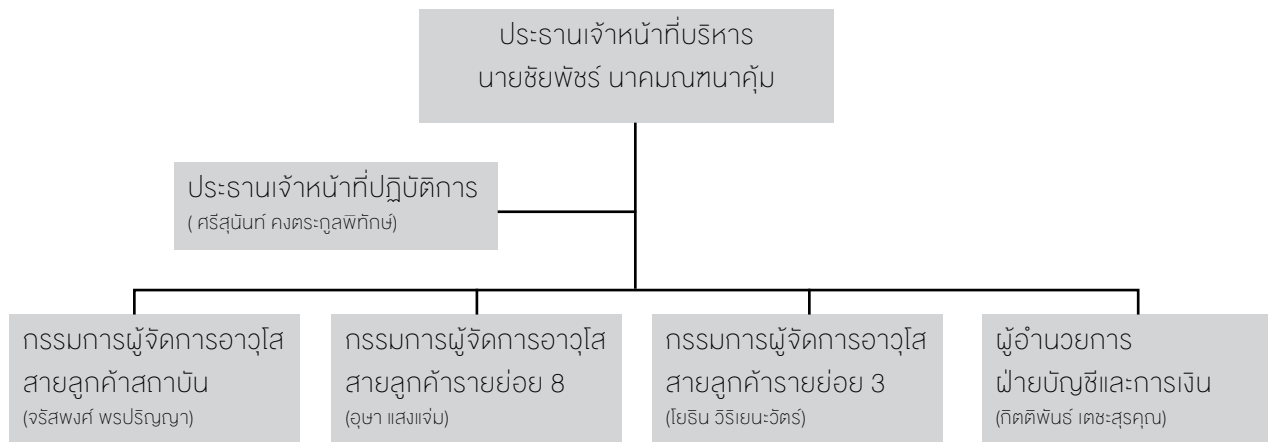 ประธานเจ้าหน้าที่บริหาร
นายชัยพัชร์ นาคมณฑนาคุ้ม
ประธานเจ้าหน้าที่ปฏิบัติการ
( ศรีสุนันท์ คงตระกูลพิทักษ์)
กรรมการผู้จัดการอาวุโส
สายลูกค้าสถาบัน
(จรัสพงศ์ พรปริญญา)
กรรมการผู้จัดการอาวุโส
สายลูกค้ารายย่อย 8
(อุษา แสงแจ่ม)
กรรมการผู้จัดการอาวุโส
สายลูกค้ารายย่อย 3
(โยธิน วิริเยนะวัตร์)
ผู้อำนวยการ
ฝ่ายบัญชีและการเงิน
(กิตติพันธ์ เตชะสุรคุณ)